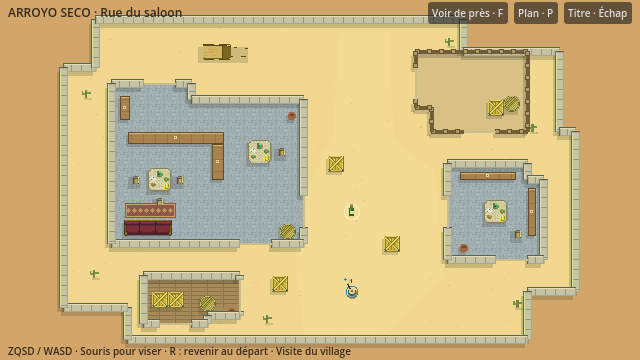 ARROYO SECO : Rue du saloon
Voir de près · F
Plan · P
Titre · Échap
ZQSD / WASD · Souris pour viser · R : revenir au départ · Visite du village